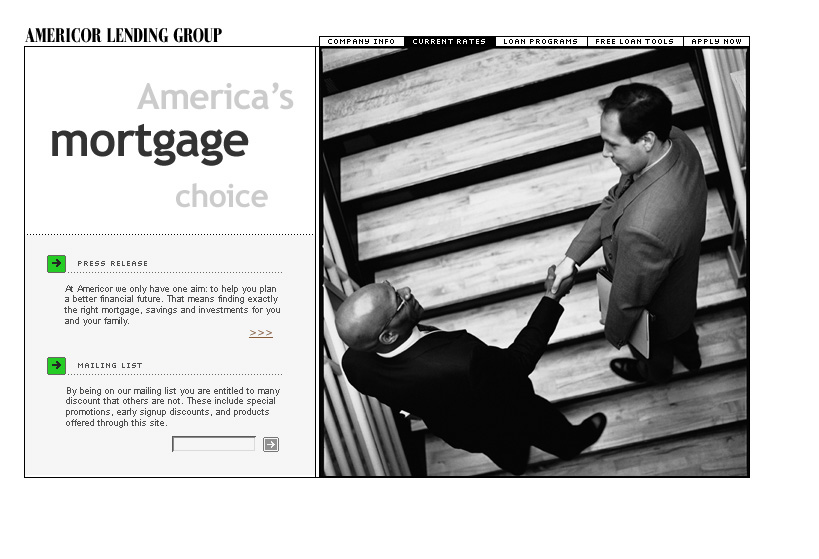 AMERICOR LENDING GROUP
COMPANY INFO CURRENT RATES LOAN PROGRAMS FREE LOAN TOOLS APPLY NOW
America's
mortgage
choice
PRESS RELEASE
At Americor we only have one aim: to help you plan
a better financial future. That means finding exactly
the right mortgage, savings and investments for you
and your family.
>>>
MAILING LIST
By being on our mailing list you are entitled to many
discount that others are not. These include special
promotions, early signup discounts, and products
offered through this site.